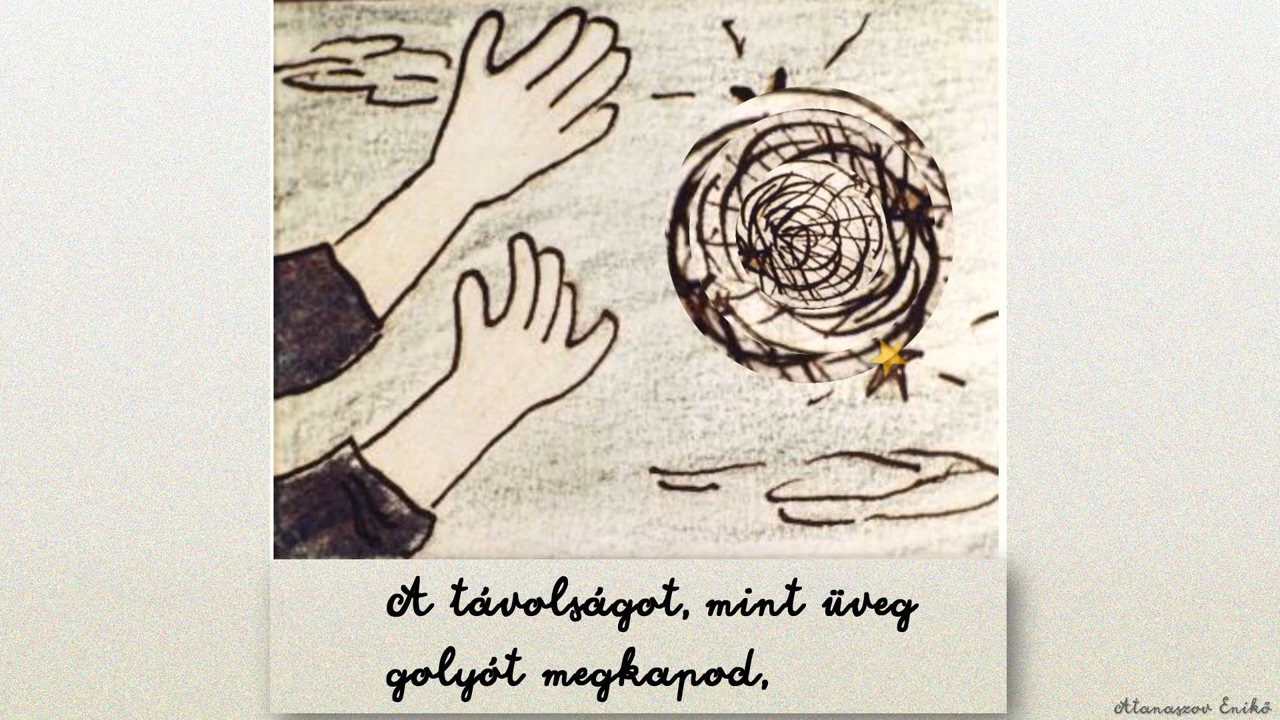 A távolságot, mint üveg
golyót megkapod,
Atanaszov Enikő